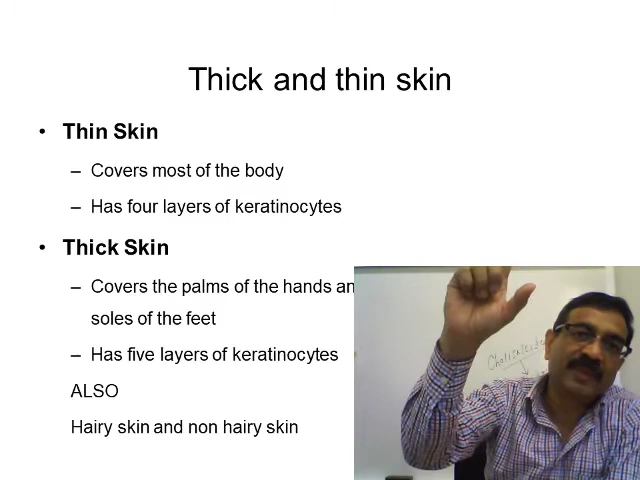 Thick and thin skin
• Thin Skin
– Covers most of the body
– Has four layers of keratinocytes
• Thick Skin
– Covers the palms of the hands an
soles of the feet
– Has five layers of keratinocytes
ALSO
Hairy skin and non hairy skin